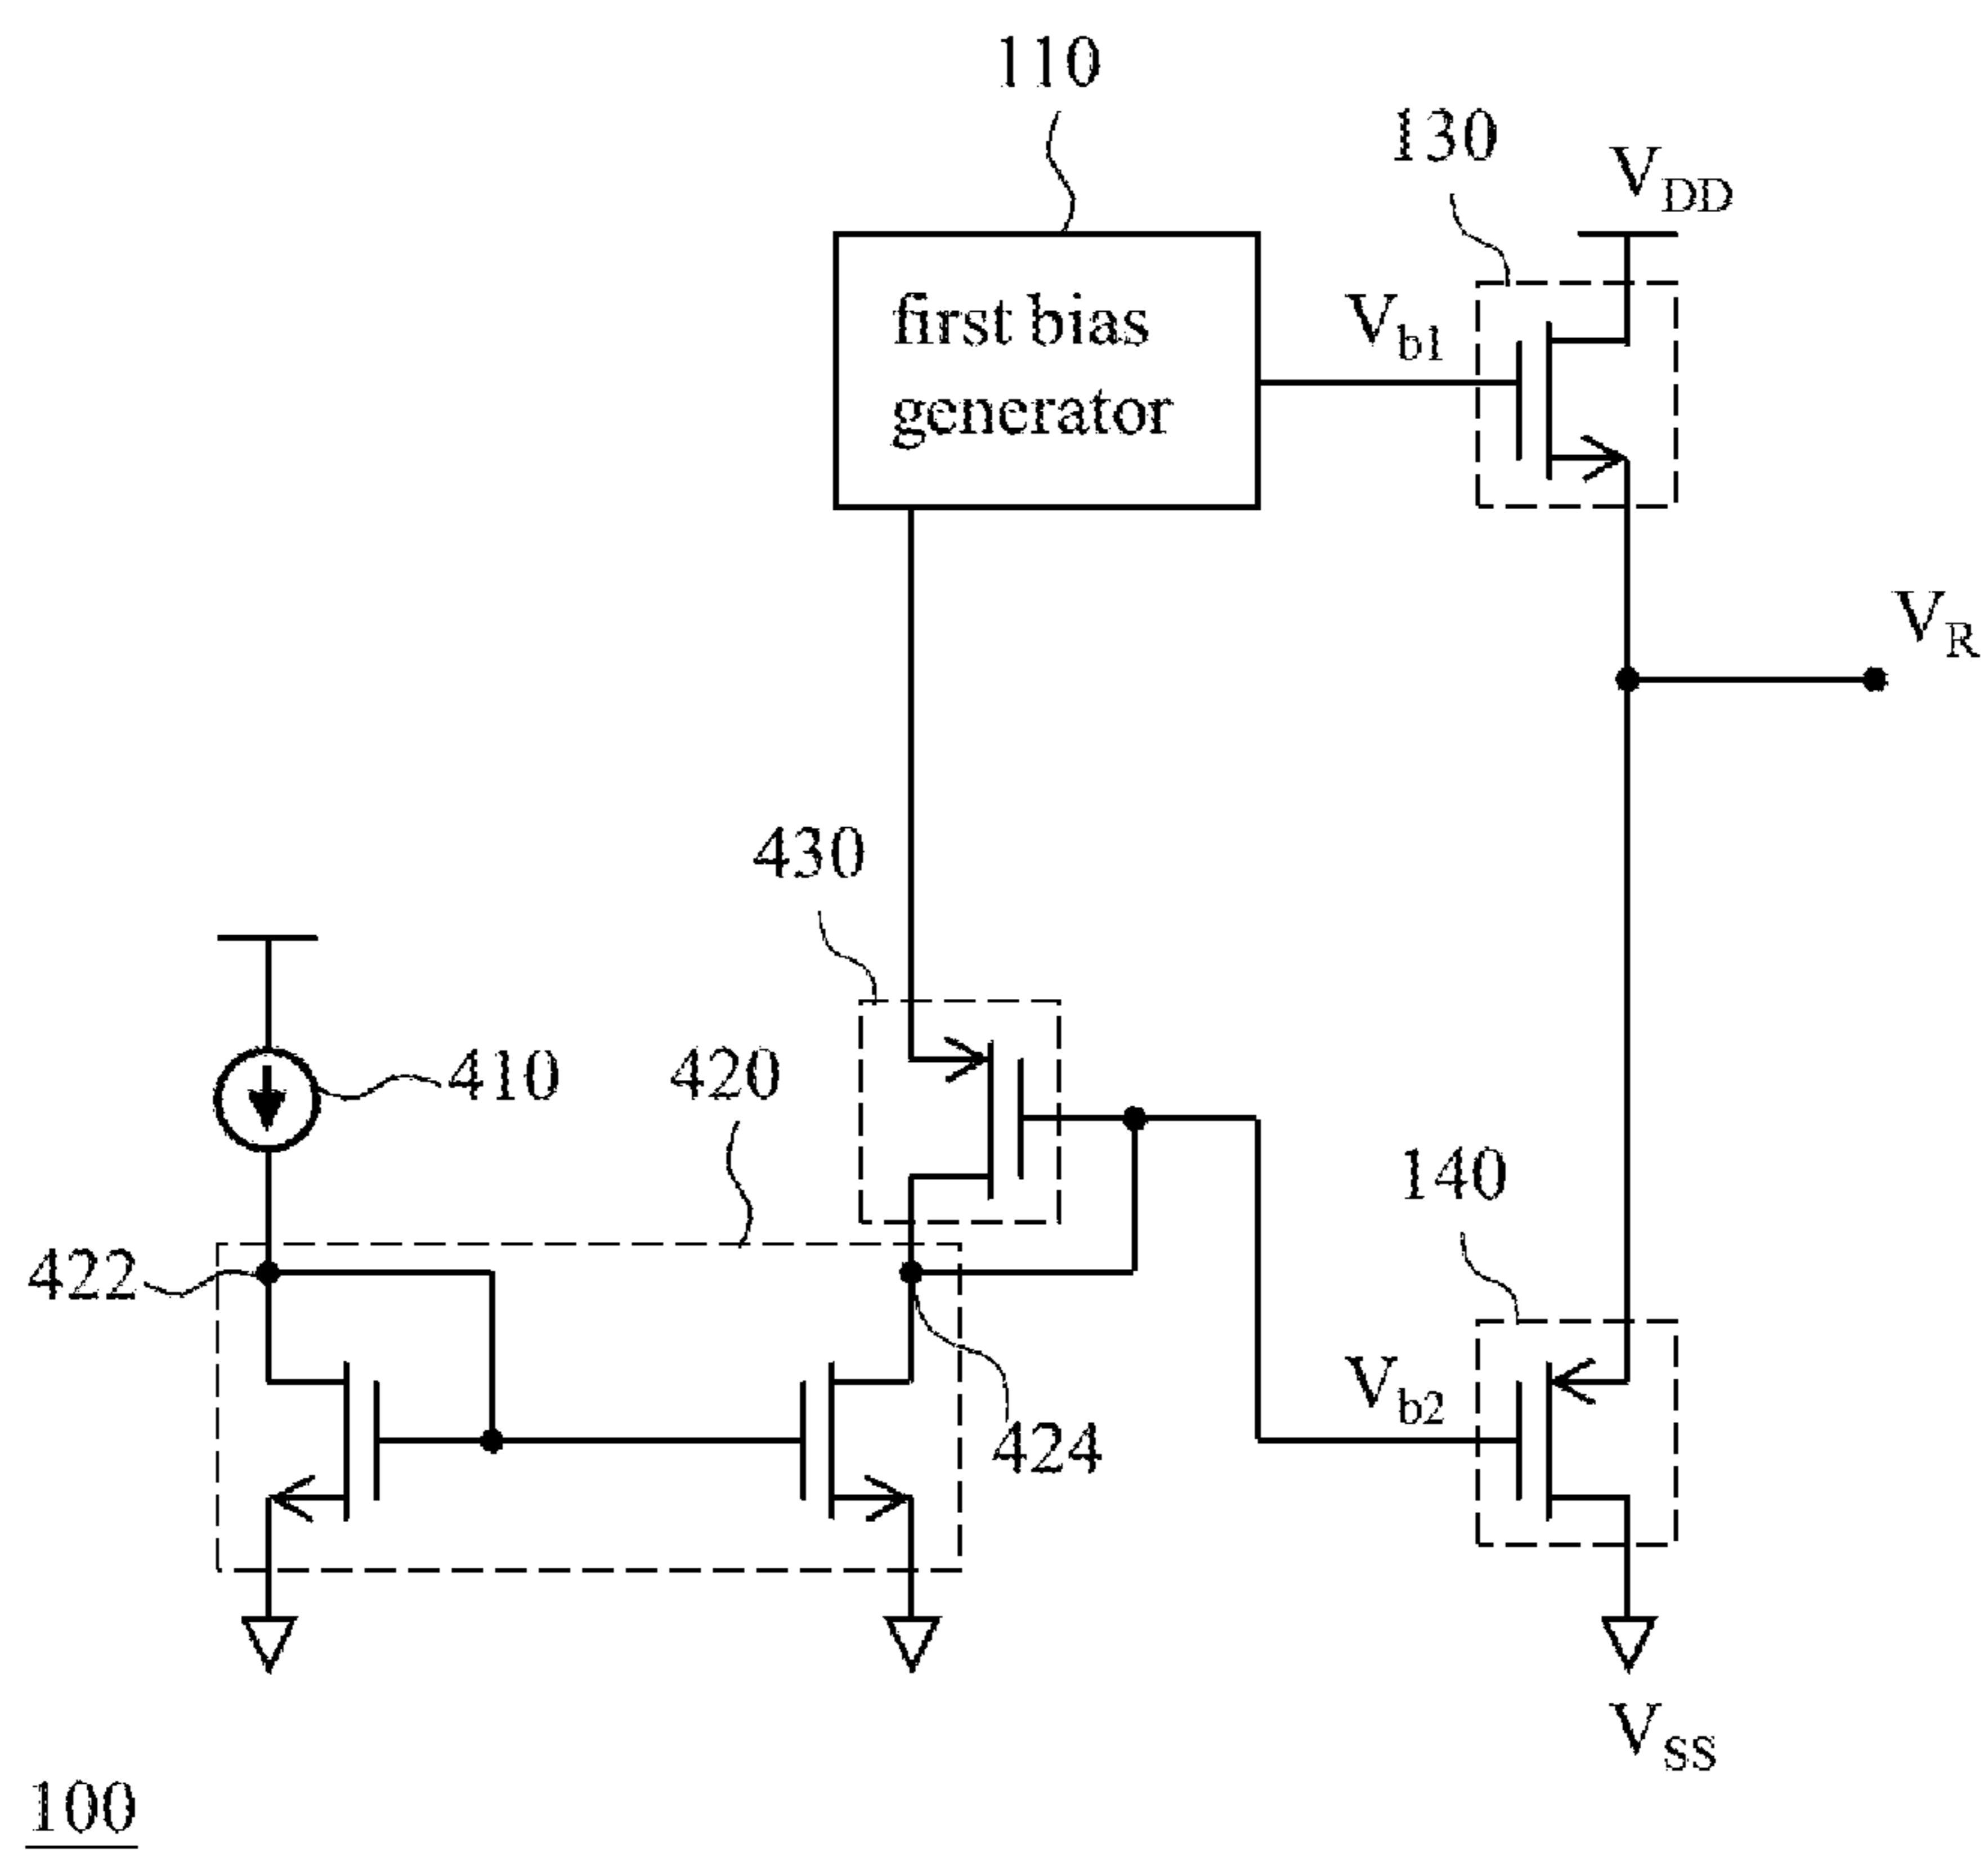 110
130
V_DD
first bias
generator
V_b1
V_R
430
410
420
140
422
V_b2
424
V_SS
100